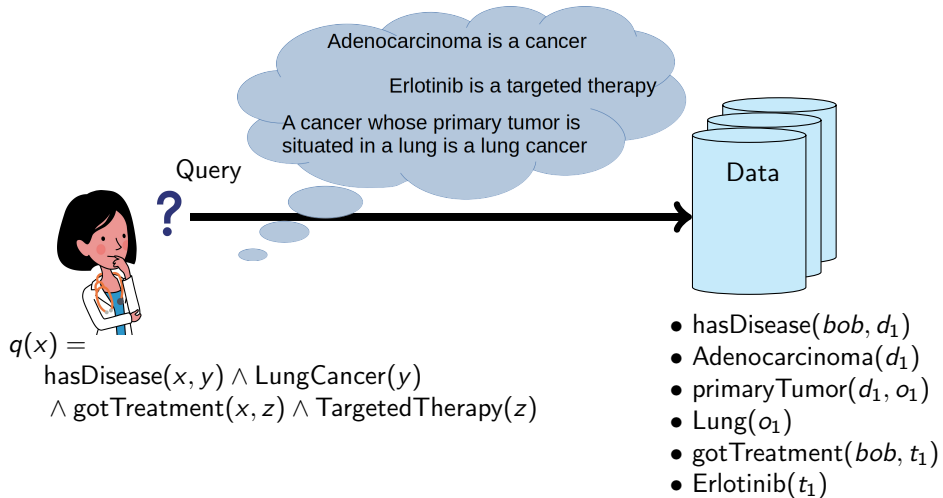 Adenocarcinoma is a cancer
Erlotinib is a targeted therapy
A cancer whose primary tumor is
situated in a lung is a lung cancer
Query
?
Data
q(x) =
hasDisease(x, y) ∧ LungCancer(y)
∧ gotTreatment(x, z) ∧ TargetedTherapy(z)
• hasDisease(bob, d₁)
• Adenocarcinoma(d₁)
• primaryTumor(d₁, o₁)
• Lung(o₁)
• gotTreatment(bob, t₁)
• Erlotinib(t₁)